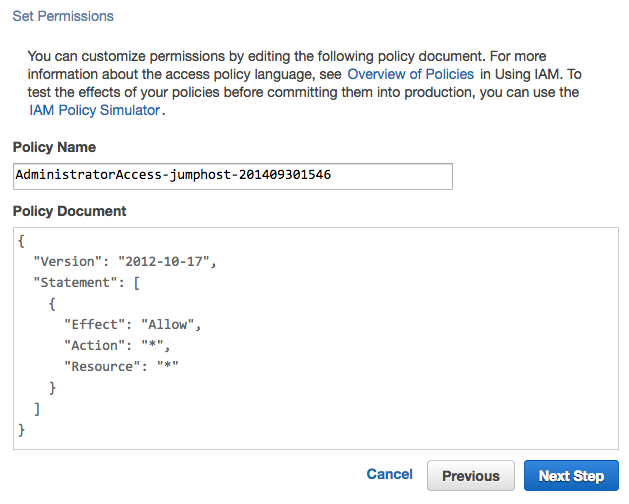 Set Permissions
You can customize permissions by editing the following policy document. For more
information about the access policy language, see Overview of Policies in Using IAM. To
test the effects of your policies before committing them into production, you can use the
IAM Policy Simulator.
Policy Name
AdministratorAccess-jumphost-201409301546
Policy Document
{
"Version": "2012-10-17",
"Statement": [
{
"Effect": "Allow",
"Action": "*",
"Resource": "*"
}
]
}
Cancel Previous Next Step